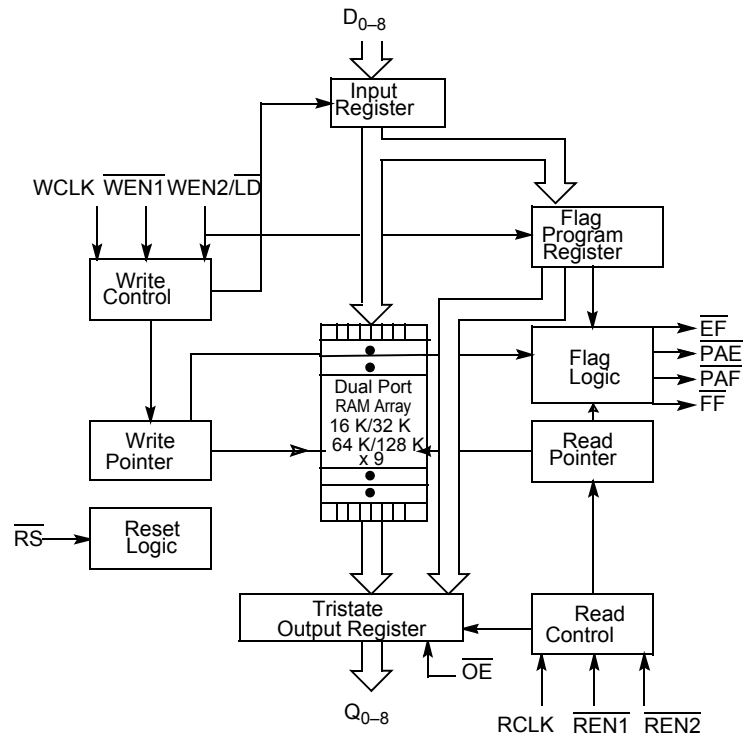 D0–8
Input
Register
WCLK WEN1 WEN2/LD
Flag
Program
Register
Write
Control
EF
PAE
PAF
FF
Flag
Logic
Dual Port
RAM Array
16 K/32 K
64 K/128 K
x 9
Write
Pointer
Read
Pointer
RS
Reset
Logic
Tristate
Output Register
Read
Control
OE
Q0–8
RCLK REN1 REN2